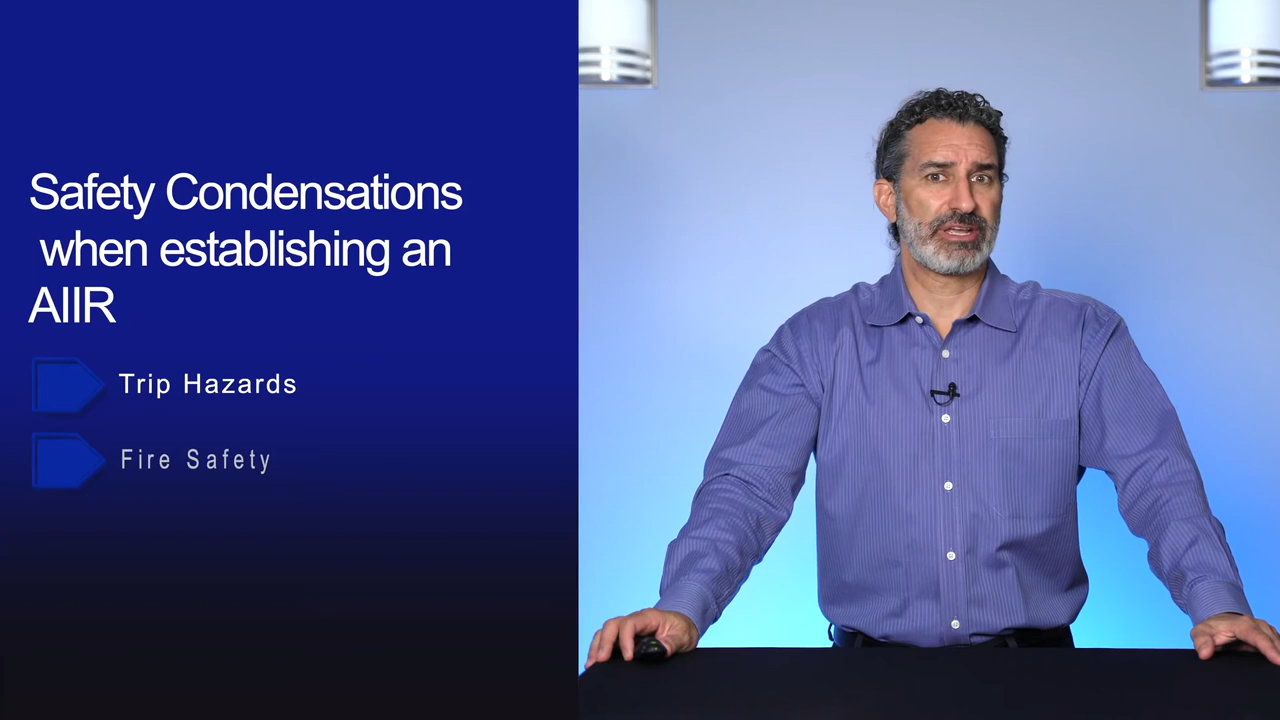 Safety Condensations
when establishing an
AIIR
Trip Hazards
Fire Safety